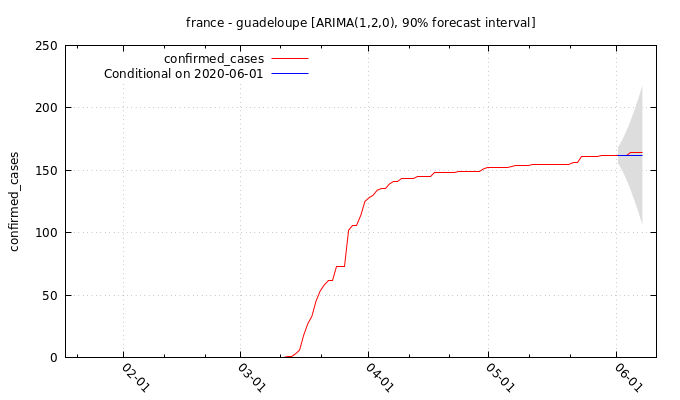 france - guadeloupe [ARIMA(1,2,0), 90% forecast interval]
250
200
150
100
50
0
confirmed_cases
confirmed_cases
Conditional on 2020-06-01
02-01
03-01
04-01
05-01
06-01